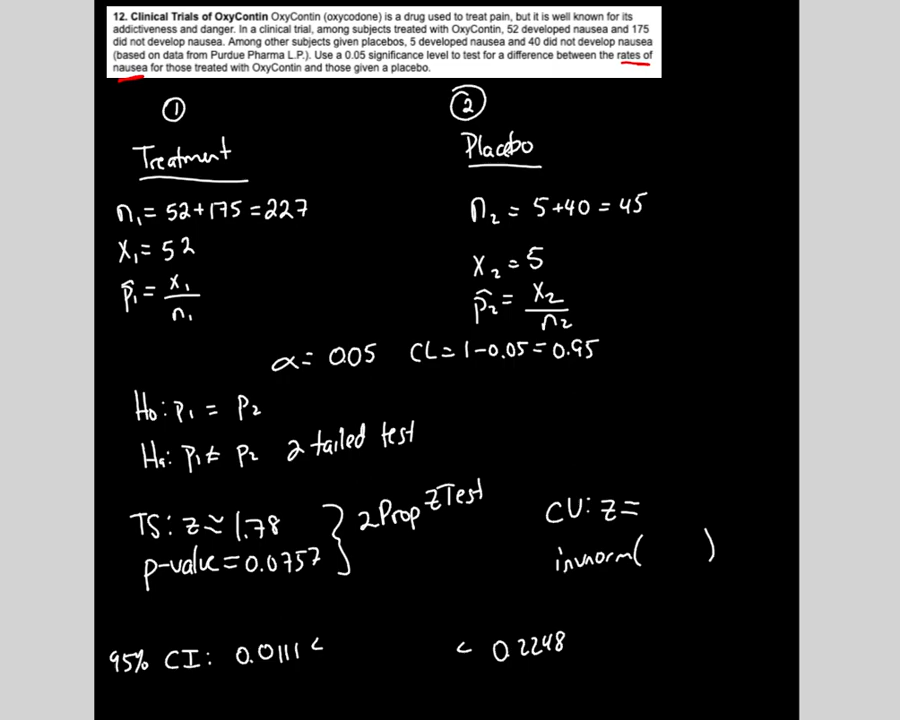 12. Clinical Trials of OxyContin OxyContin (oxycodone) is a drug used to treat pain, but it is well known for its
addictiveness and danger. In a clinical trial, among subjects treated with OxyContin, 52 developed nausea and 175
did not develop nausea. Among other subjects given placebos, 5 developed nausea and 40 did not develop nausea
(based on data from Purdue Pharma L.P.). Use a 0.05 significance level to test for a difference between the rates of
nausea for those treated with OxyContin and those given a placebo.
① ②
Treatment Placebo
n₁ = 52+175 = 227 n₂ = 5+40 = 45
x₁ = 52 x₂ = 5
p̂₁ = x₁/n₁ p̂₂ = x₂/n₂
α = 0.05 CL = 1-0.05 = 0.95
H₀: p₁ = p₂
Hₐ: p₁ ≠ p₂ 2 tailed test
TS: z ≈ 1.78 } 2 Prop Z Test CV: z =
p-value = 0.0757 invnorm( )
95% CI: 0.0111 < < 0.2248